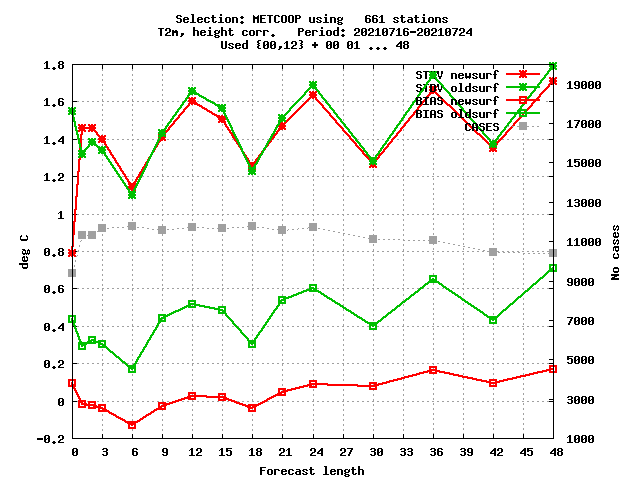 Selection: METCOOP using   661 stations
T2m, height corr.   Period: 20210716-20210724
Used {00,12} + 00 01 ... 48
STDV newsurf
STDV oldsurf
BIAS newsurf
BIAS oldsurf
CASES
deg C
1.8
1.6
1.4
1.2
1
0.8
0.6
0.4
0.2
0
-0.2
19000
17000
15000
13000
11000
9000
7000
5000
3000
1000
No cases
0 3 6 9 12 15 18 21 24 27 30 33 36 39 42 45 48
Forecast length